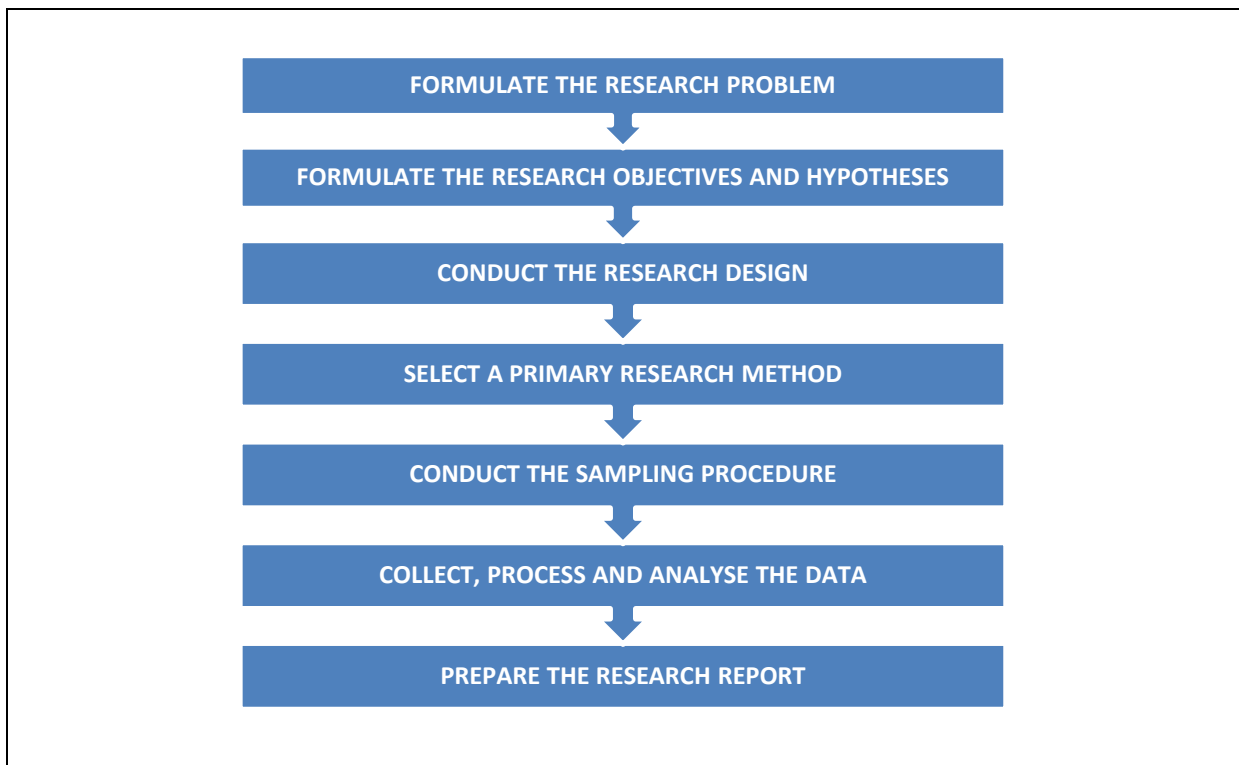 FORMULATE THE RESEARCH PROBLEM
FORMULATE THE RESEARCH OBJECTIVES AND HYPOTHESES
CONDUCT THE RESEARCH DESIGN
SELECT A PRIMARY RESEARCH METHOD
CONDUCT THE SAMPLING PROCEDURE
COLLECT, PROCESS AND ANALYSE THE DATA
PREPARE THE RESEARCH REPORT